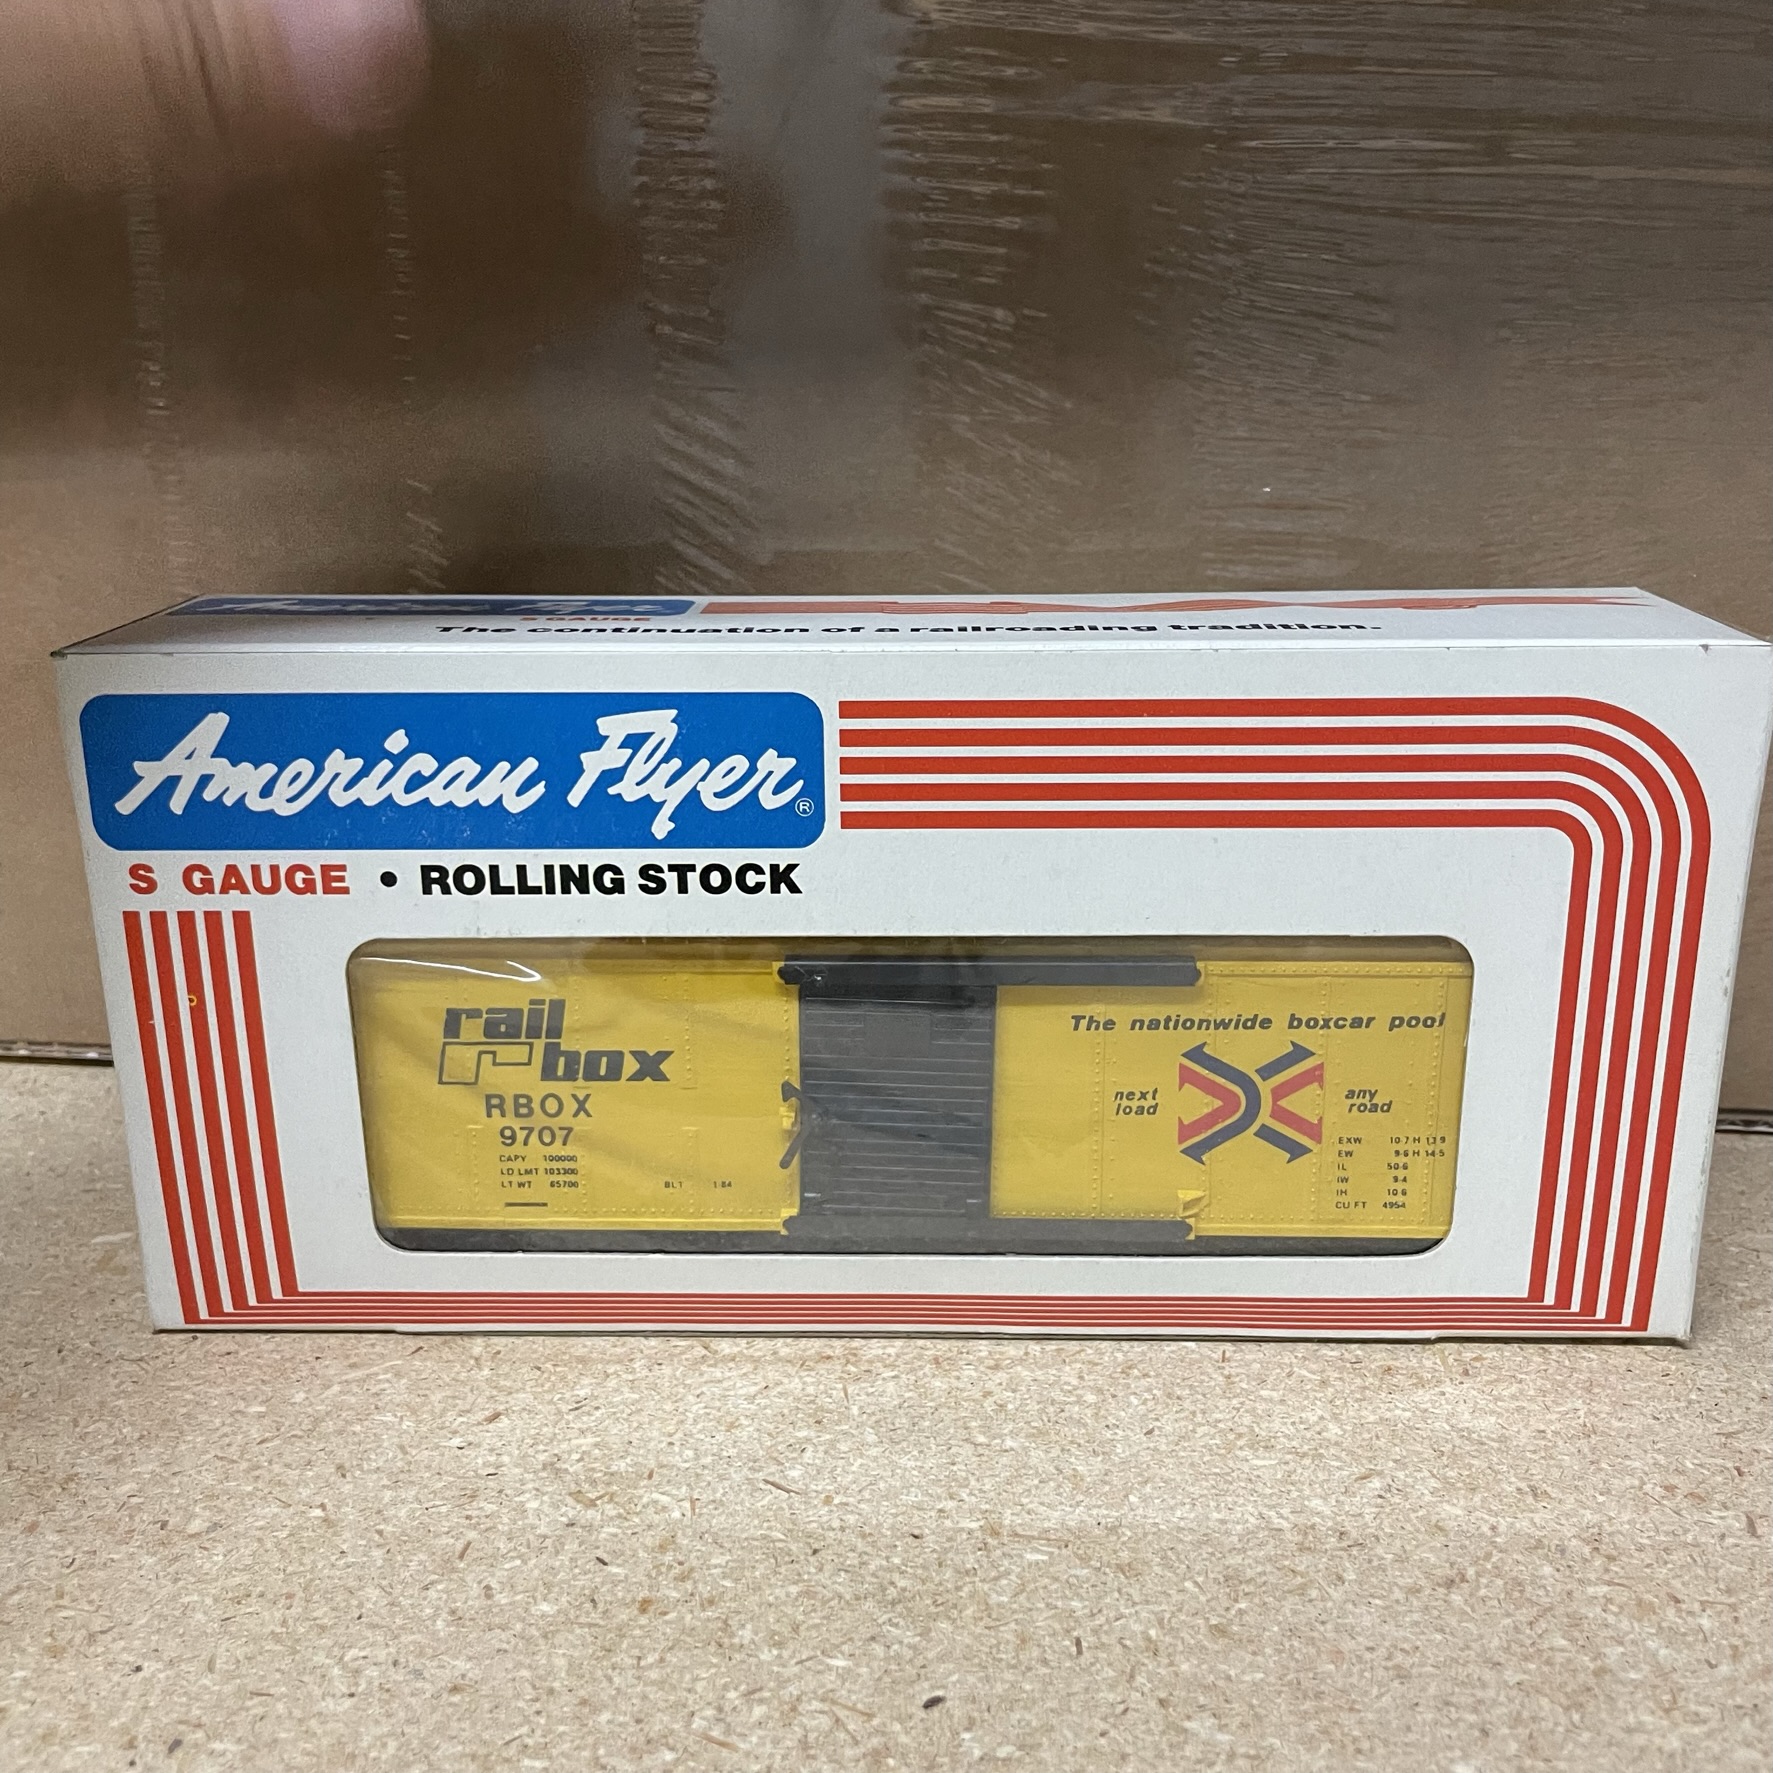 American Flyer
S GAUGE
The continuation of a railroading tradition.
American Flyer®
S GAUGE • ROLLING STOCK
rail
box
RBOX
9707
CAPY 100000
LD LMT 103300
LT WT 65700
BLT 1-84
The nationwide boxcar pool
next
load
any
road
EXW 10-7 H 13-9
EW 9-6 H 14-5
IL 50-6
IW 9-4
IH 10-6
CU FT 4954